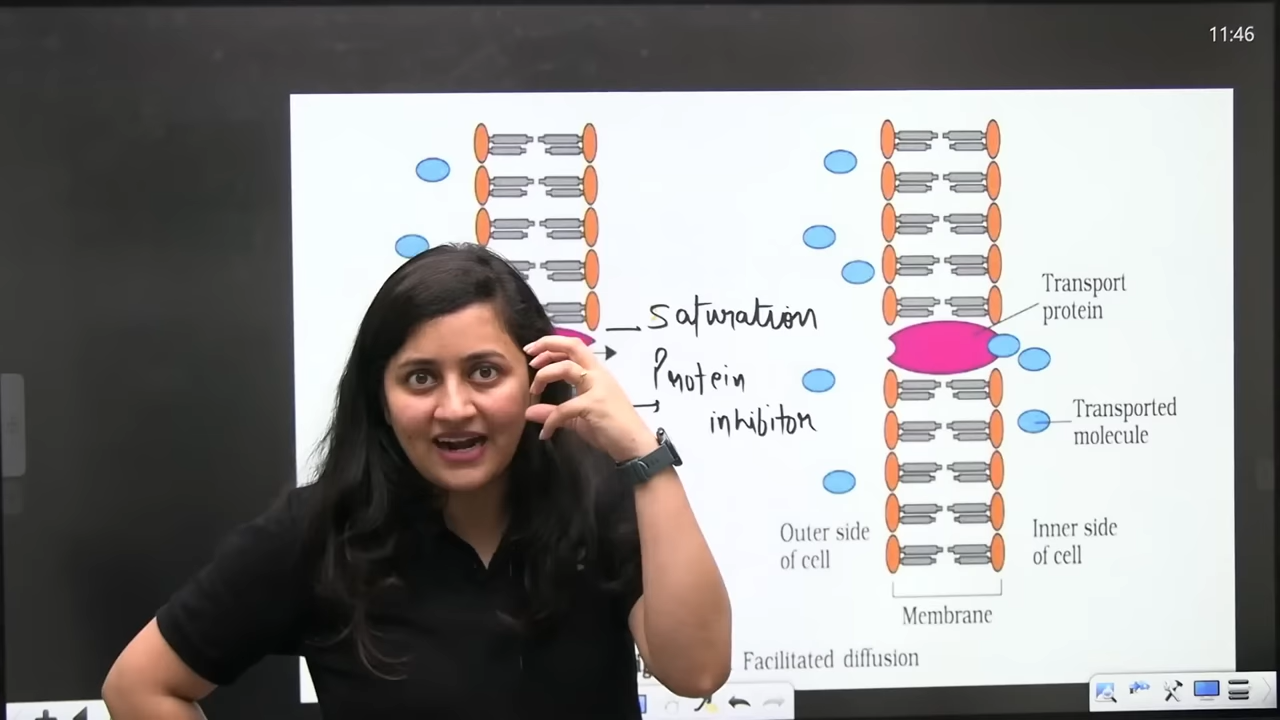 11:46
Saturation
Protein
inhibitor
Transport
protein
Transported
molecule
Outer side
of cell
Inner side
of cell
Membrane
Facilitated diffusion